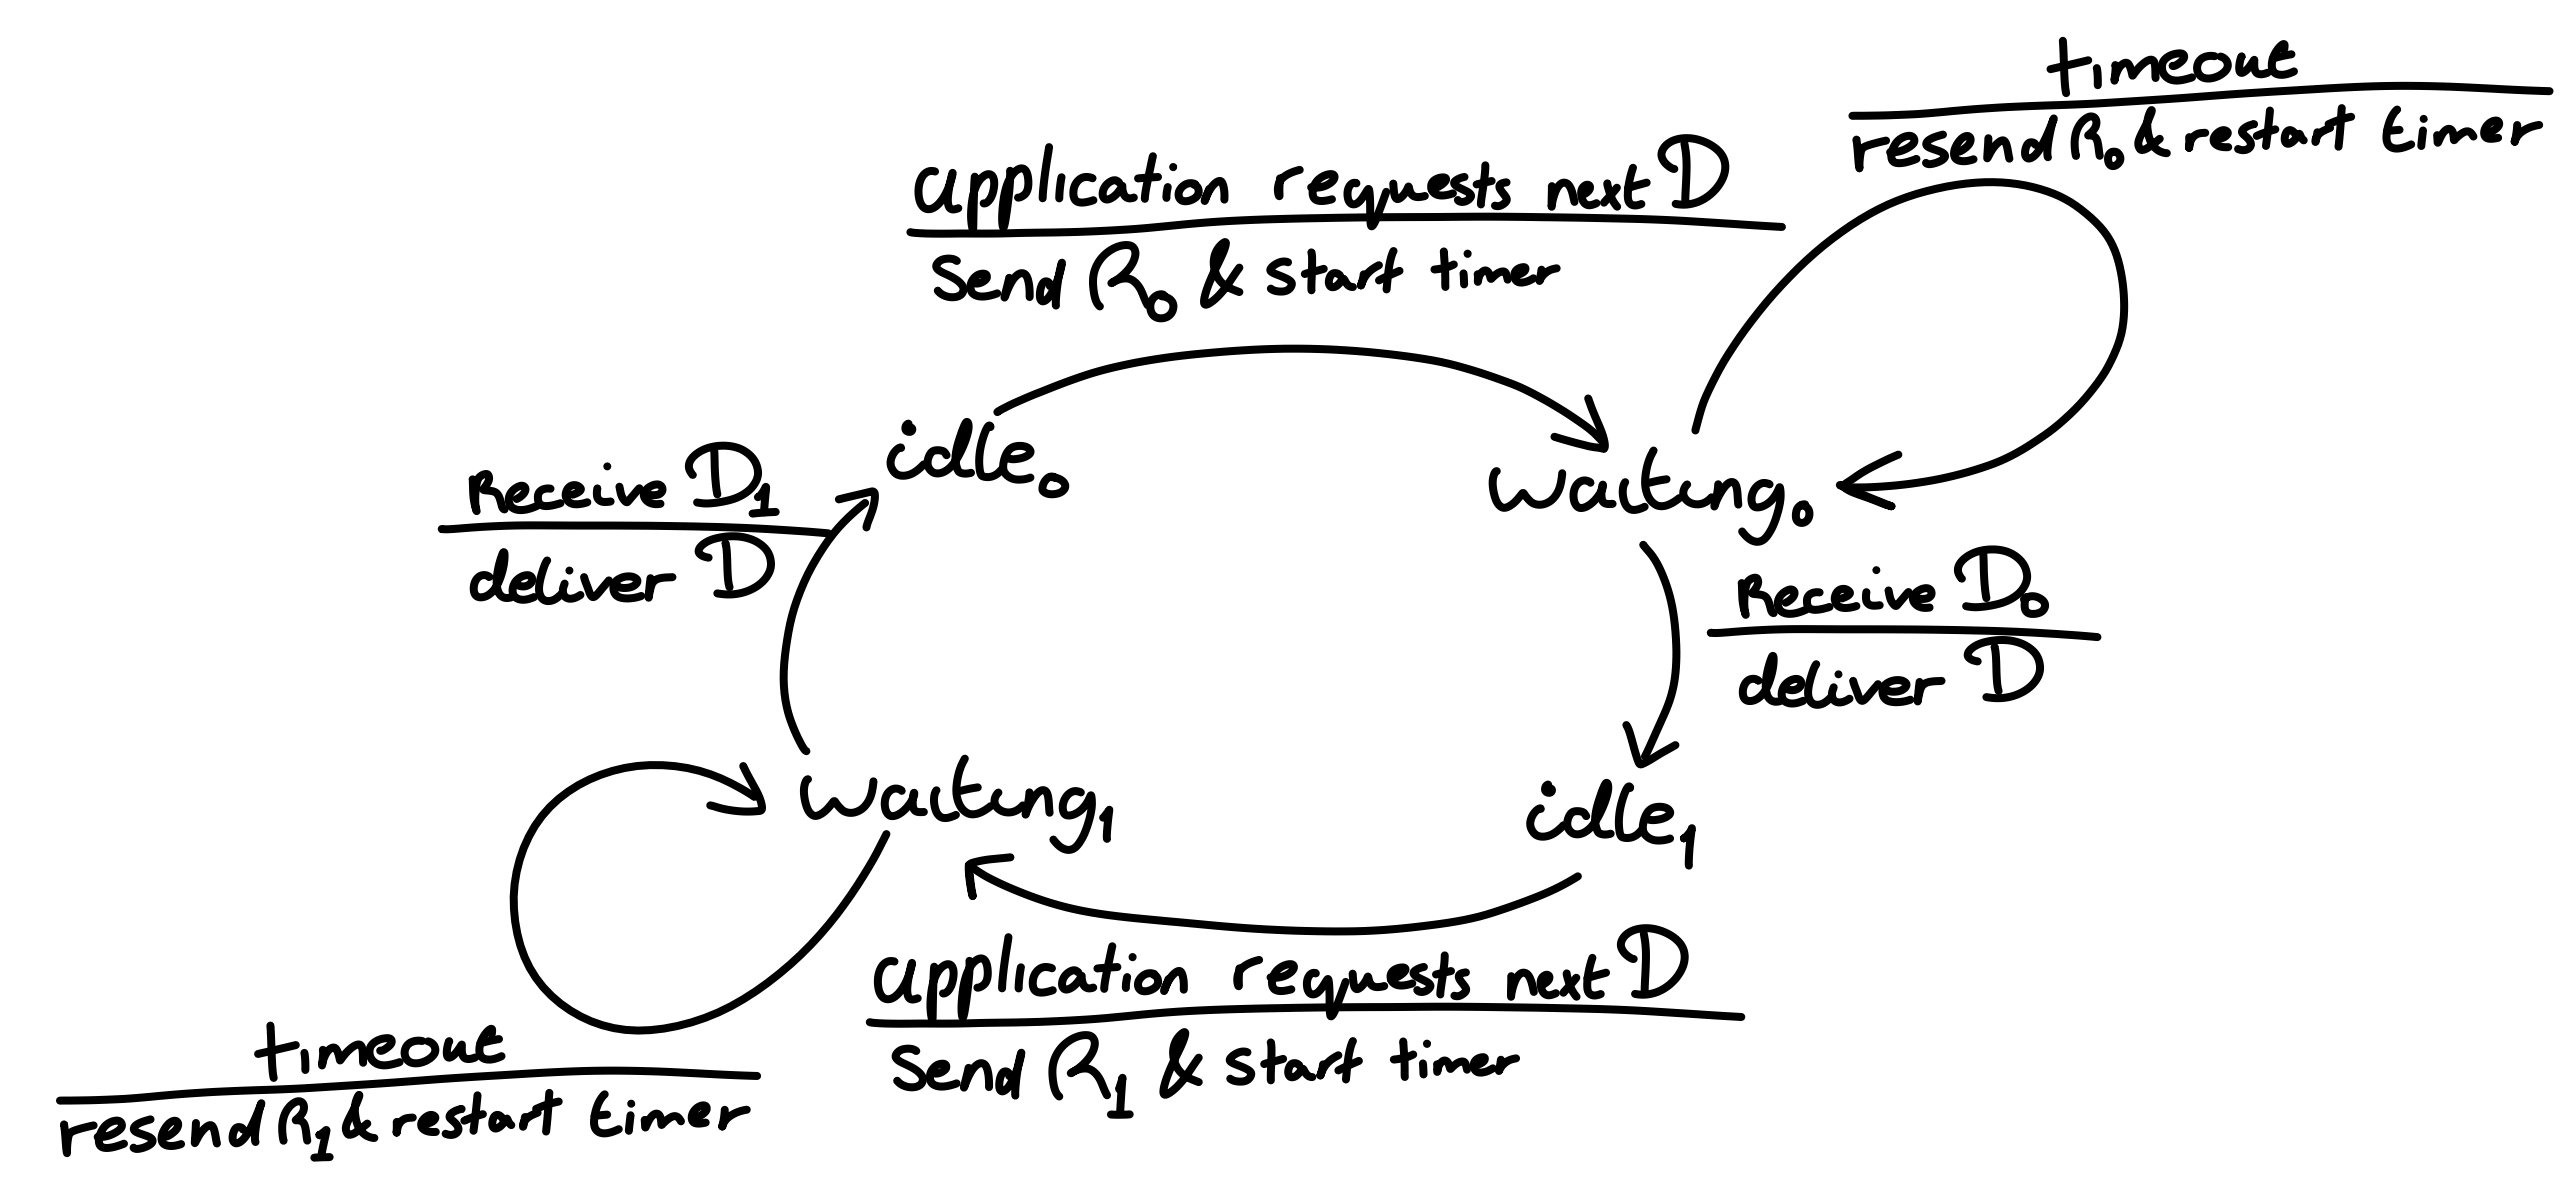 timeout
resend R₀ & restart timer
application requests next D
Send R₀ & start timer
idle₀
waiting₀
Receive D₁
deliver D
Receive D₀
deliver D
waiting₁
idle₁
application requests next D
Send R₁ & start timer
timeout
resend R₁ & restart timer